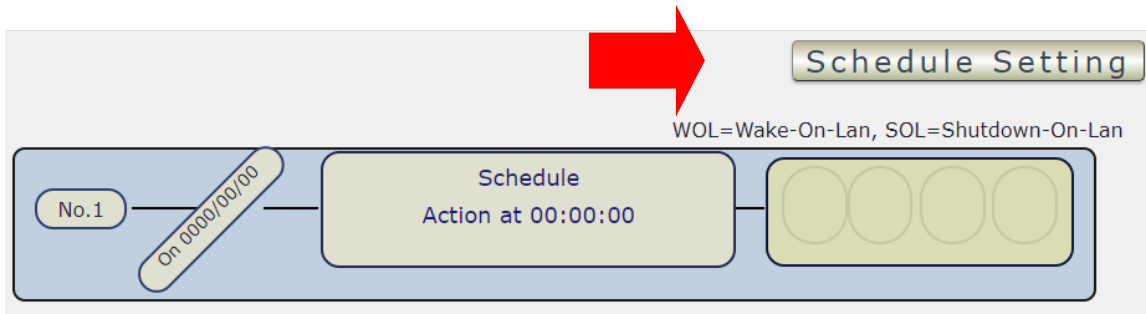 Schedule Setting
WOL=Wake-On-Lan, SOL=Shutdown-On-Lan
No.1
On 0000/00/00
Schedule
Action at 00:00:00